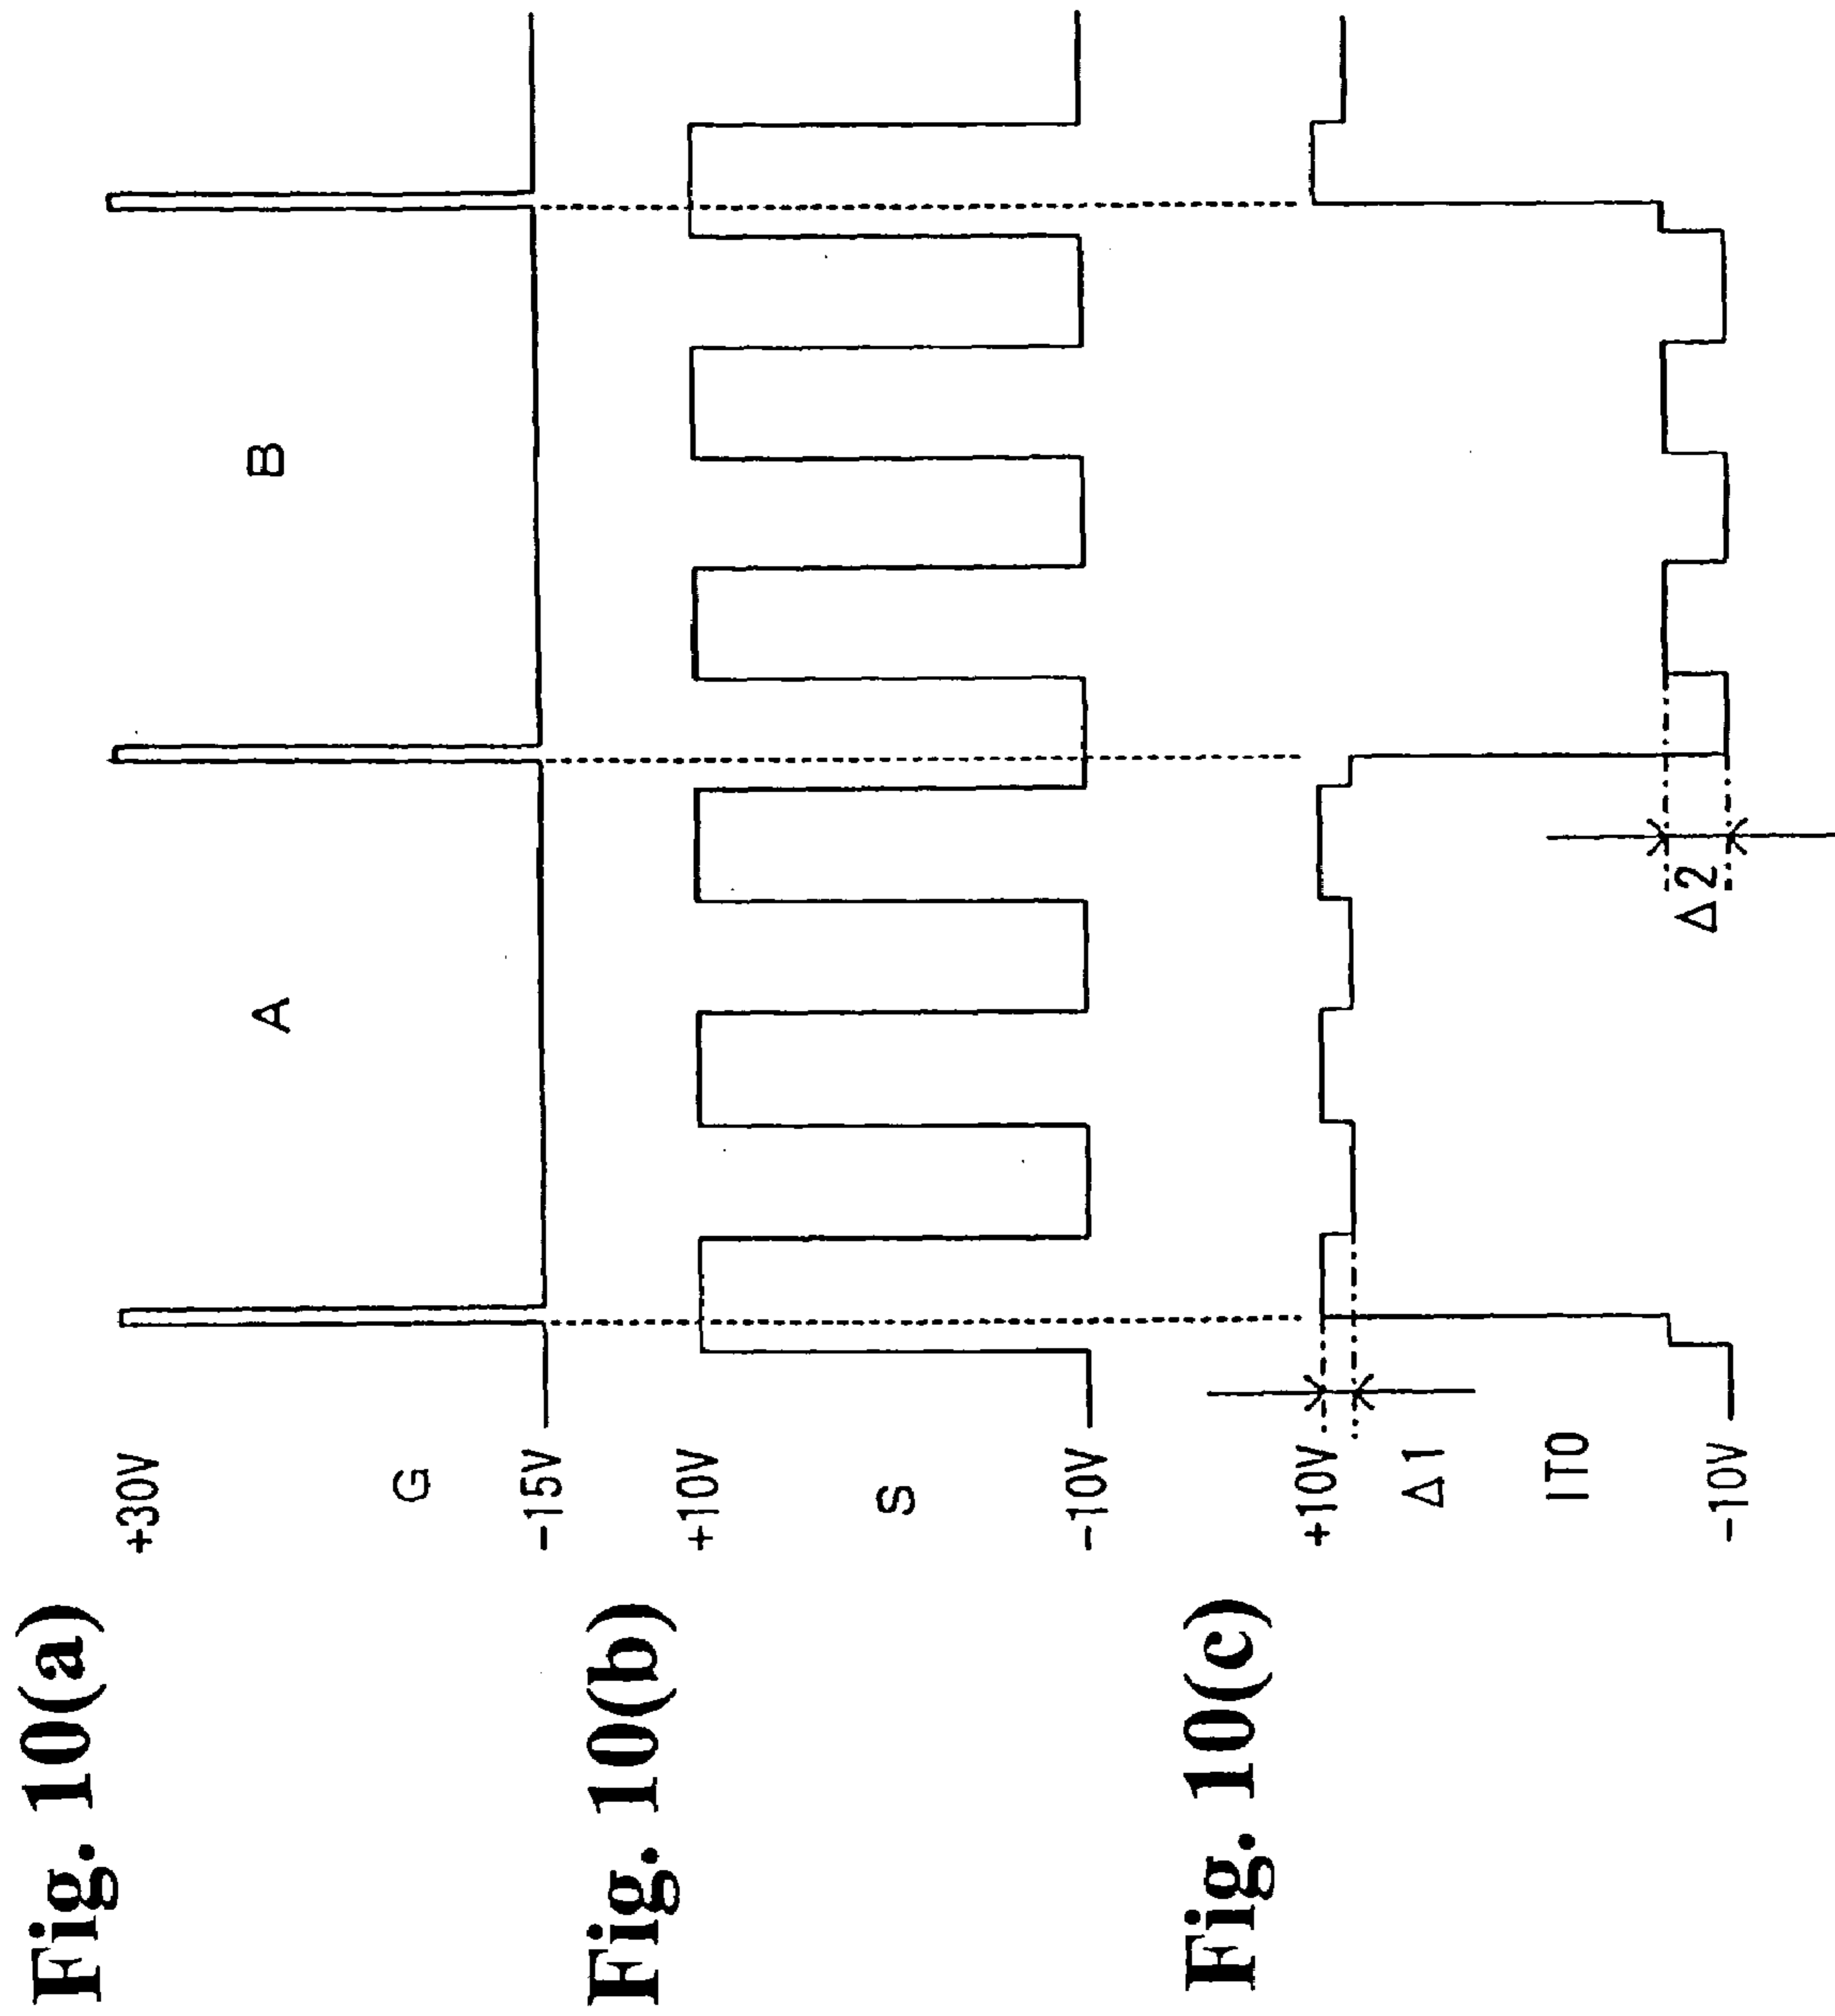 Fig. 10(a)
+30V
G
-15V
A
B
Fig. 10(b)
+10V
S
-10V
Fig. 10(c)
+10V
Δ1
ITO
-10V
Δ2